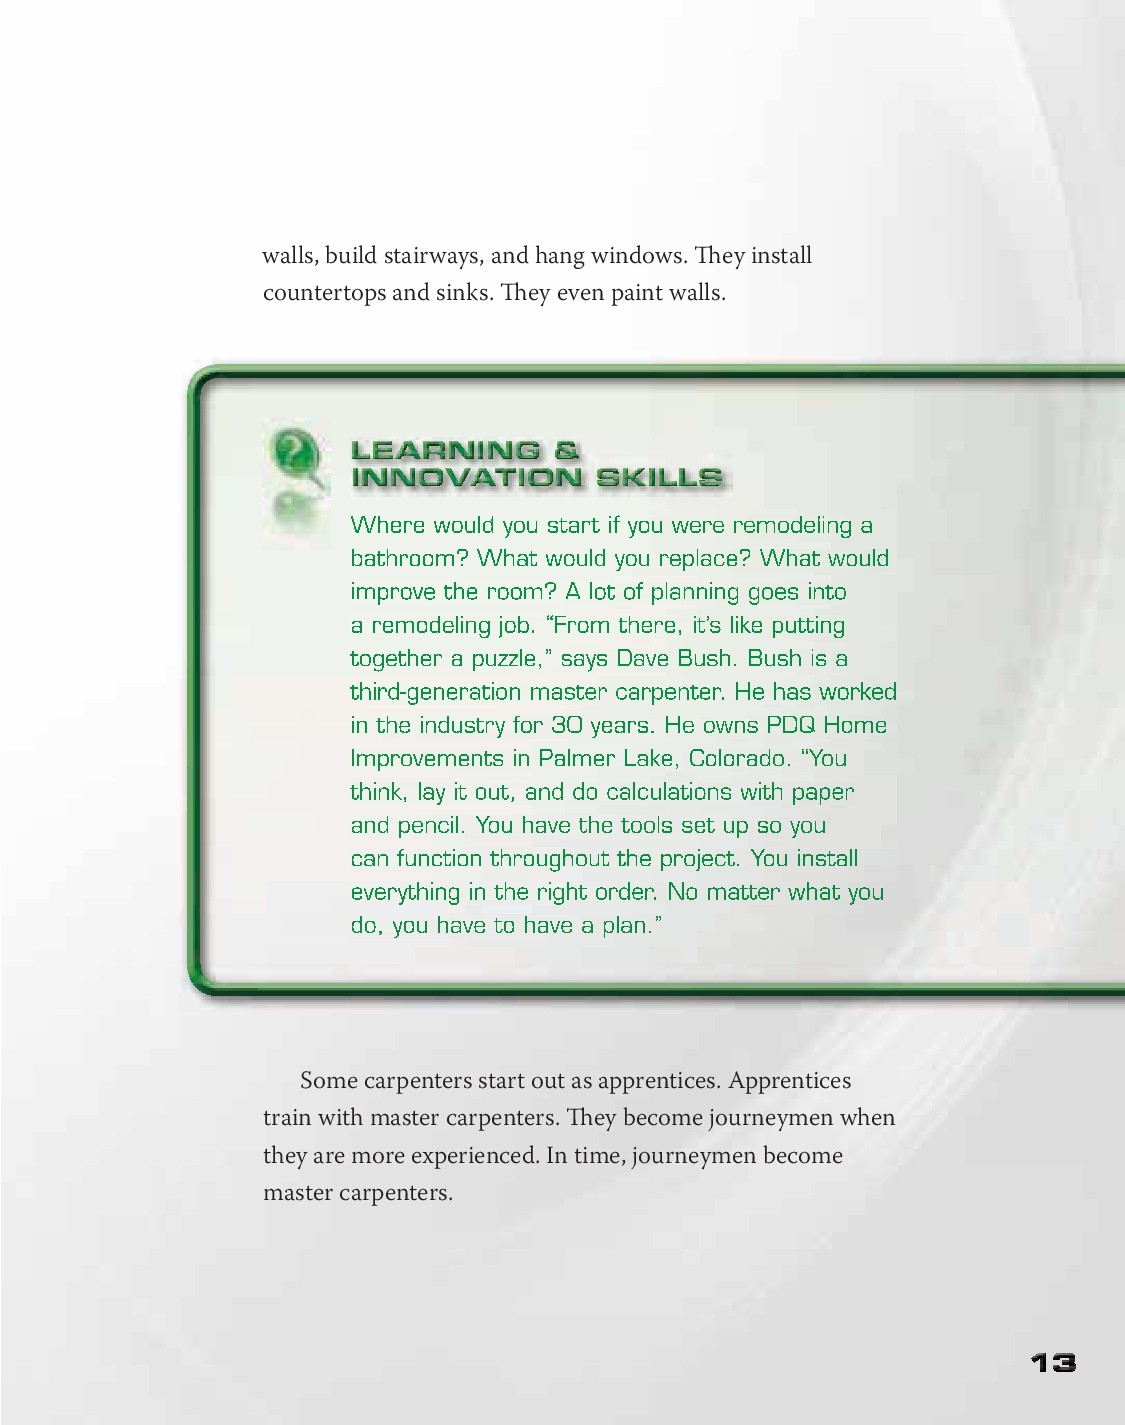 walls, build stairways, and hang windows. They install
countertops and sinks. They even paint walls.
LEARNING &
INNOVATION SKILLS
Where would you start if you were remodeling a
bathroom? What would you replace? What would
improve the room? A lot of planning goes into
a remodeling job. “From there, it’s like putting
together a puzzle,” says Dave Bush. Bush is a
third-generation master carpenter. He has worked
in the industry for 30 years. He owns PDQ Home
Improvements in Palmer Lake, Colorado. “You
think, lay it out, and do calculations with paper
and pencil. You have the tools set up so you
can function throughout the project. You install
everything in the right order. No matter what you
do, you have to have a plan.”
Some carpenters start out as apprentices. Apprentices
train with master carpenters. They become journeymen when
they are more experienced. In time, journeymen become
master carpenters.
13